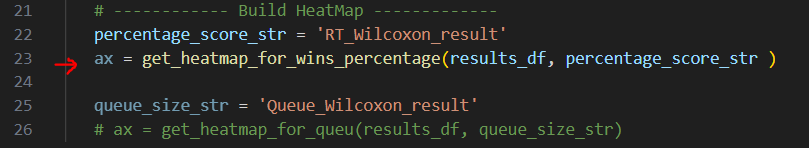 21 # ------------ Build HeatMap -------------
22 percentage_score_str = 'RT_Wilcoxon_result'
23 ax = get_heatmap_for_wins_percentage(results_df, percentage_score_str )
24
25 queue_size_str = 'Queue_Wilcoxon_result'
26 # ax = get_heatmap_for_queu(results_df, queue_size_str)